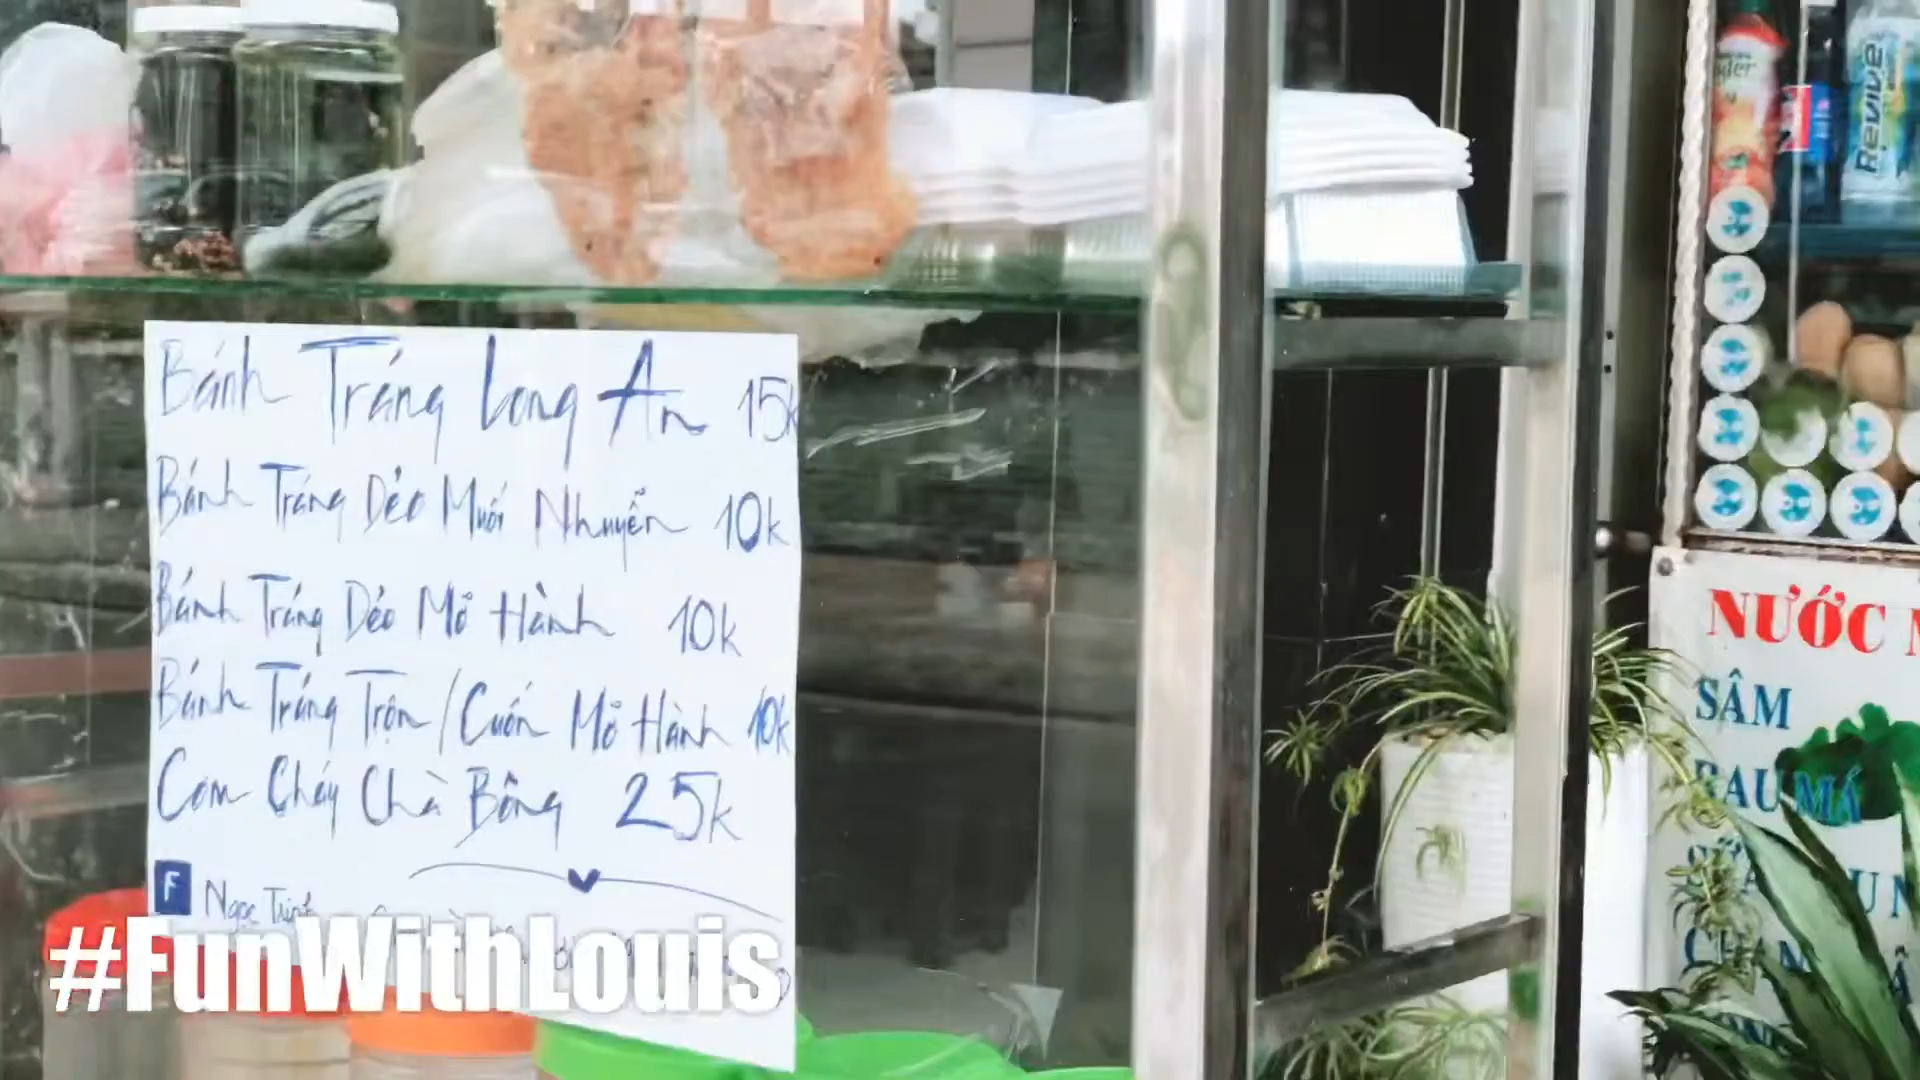 Bánh Tráng Long An 15k
Bánh Tráng Dẻo Muối Nhuyễn 10k
Bánh Tráng Dẻo Mỡ Hành 10k
Bánh Tráng Trộn / Cuốn Mỡ Hành 10k
Cơm Cháy Chà Bông 25k
F Ngọc Trinh
#FunWithLouis
Revive
NƯỚC
SÂM
RAU MÁ